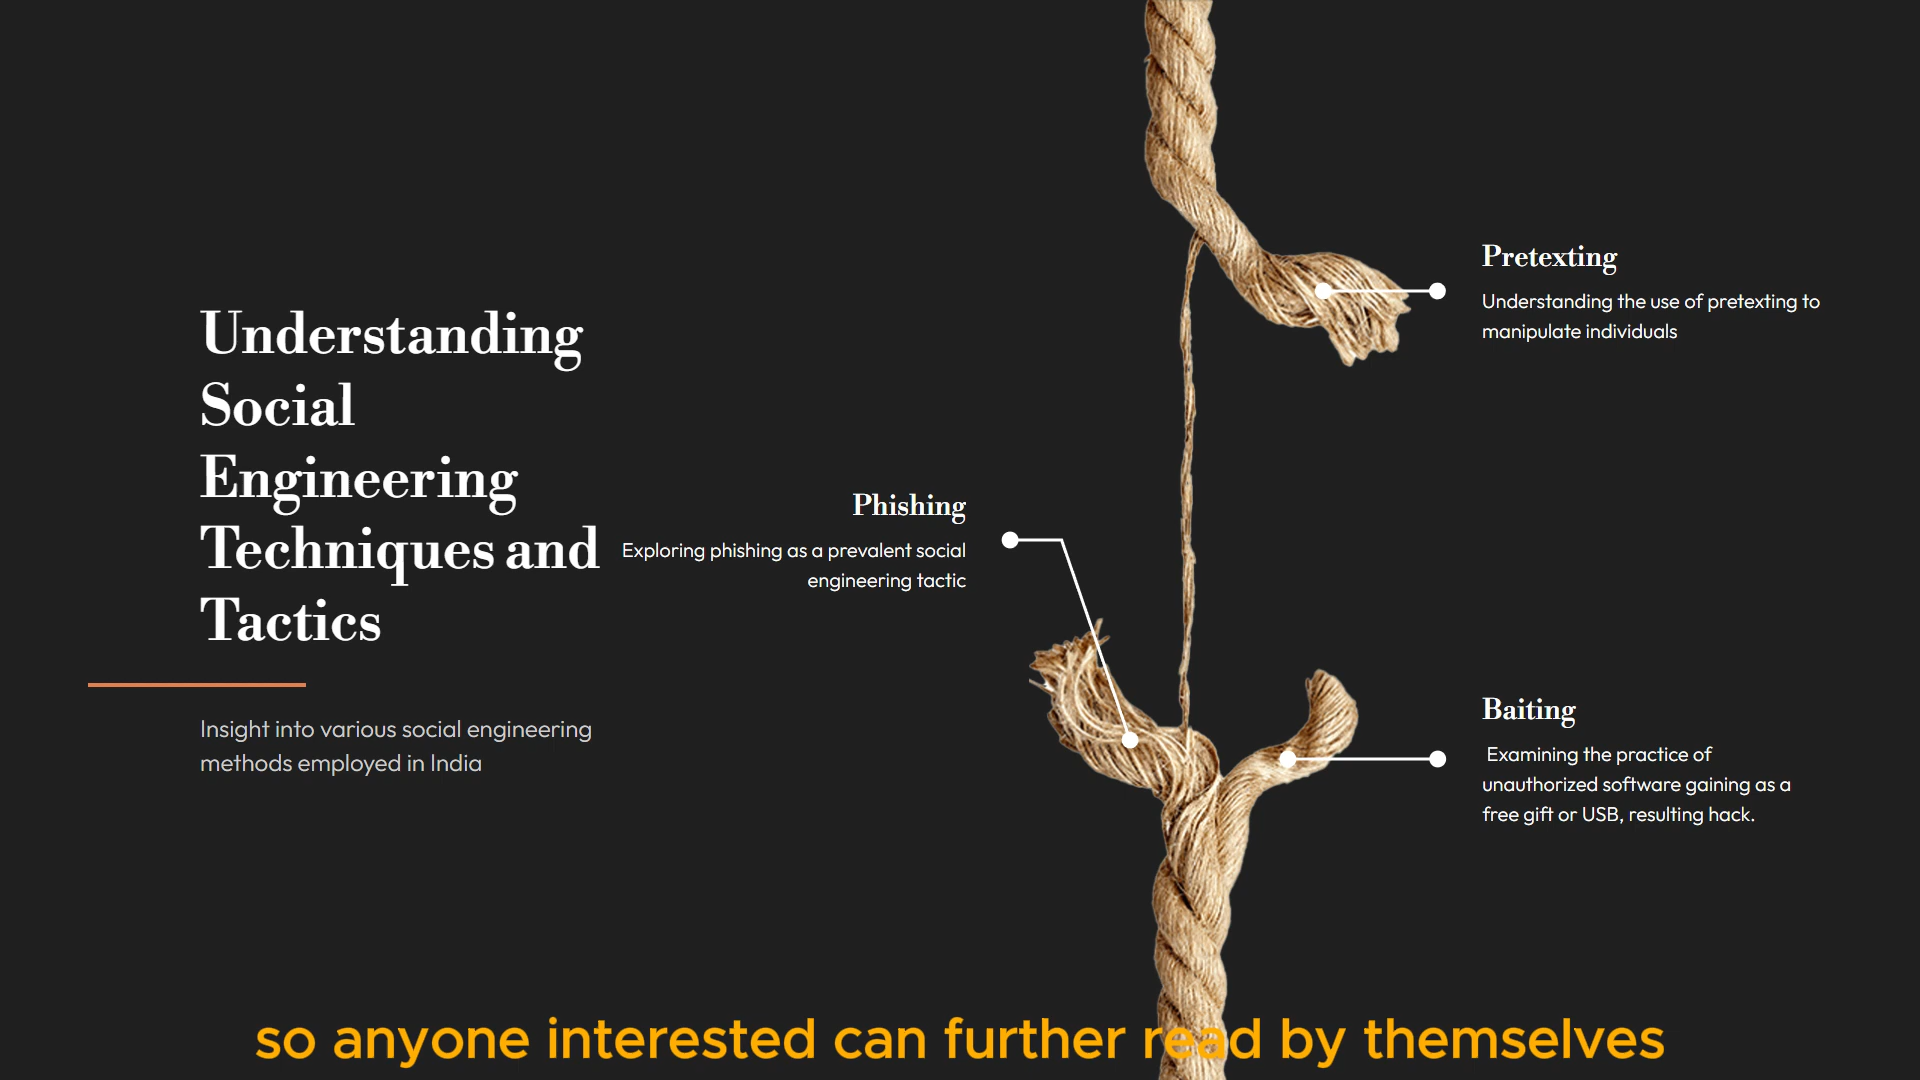 Understanding
Social
Engineering
Techniques and
Tactics
Insight into various social engineering
methods employed in India
Phishing
Exploring phishing as a prevalent social
engineering tactic
Pretexting
Understanding the use of pretexting to
manipulate individuals
Baiting
Examining the practice of
unauthorized software gaining as a
free gift or USB, resulting hack.
so anyone interested can further read by themselves